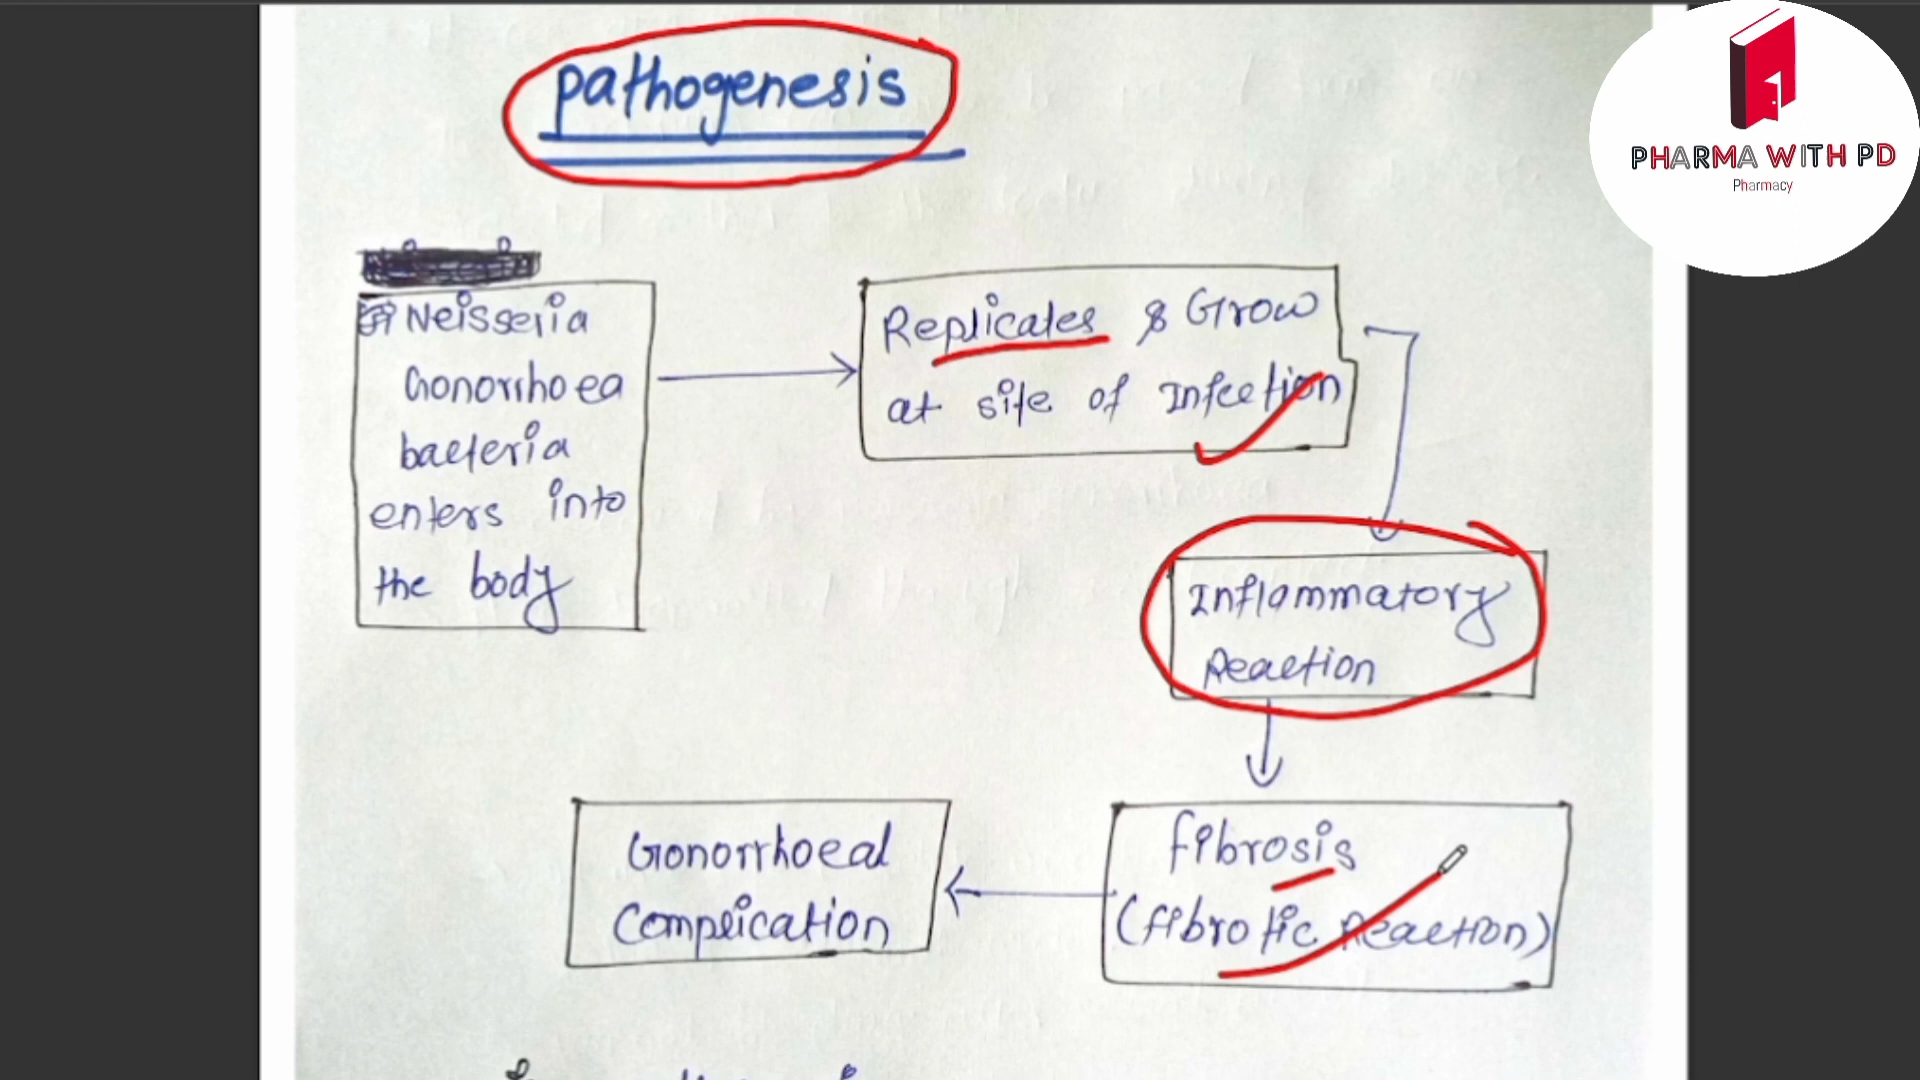 pathogenesis
PHARMA WITH PD
Pharmacy
Neisseria
Gonorrhoea
bacteria
enters into
the body
Replicates & Grow
at site of Infection
Inflammatory
Reaction
fibrosis
(fibrotic Reaction)
Gonorrhoeal
Complication